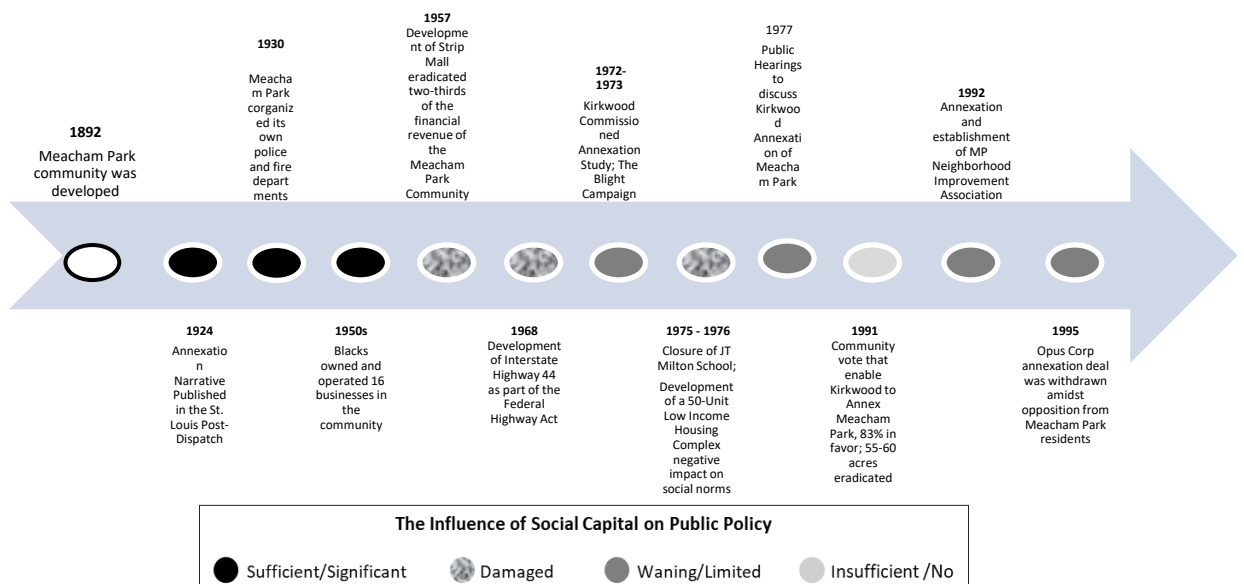 1892
Meacham Park
community was
developed
1924
Annexatio
n
Narrative
Published
in the St.
Louis Post-
Dispatch
1930
Meacha
m Park
corganiz
ed its
own
police
and fire
depart
ments
1950s
Blacks
owned and
operated 16
businesses in
the
community
1957
Developme
nt of Strip
Mall
eradicated
two-thirds
of the
financial
revenue of
the
Meacham
Park
Community
1968
Development
of Interstate
Highway 44
as part of the
Federal
Highway Act
1972-
1973
Kirkwood
Commissio
ned
Annexation
Study; The
Blight
Campaign
1975 - 1976
Closure of JT
Milton School;
Development
of a 50-Unit
Low Income
Housing
Complex
negative
impact on
social norms
1977
Public
Hearings
to
discuss
Kirkwoo
d
Annexati
on of
Meacha
m Park
1991
Community
vote that
enable
Kirkwood to
Annex
Meacham
Park, 83% in
favor; 55-60
acres
eradicated
1992
Annexation
and
establishment
of MP
Neighborhood
Improvement
Association
1995
Opus Corp
annexation deal
was withdrawn
amidst
opposition from
Meacham Park
residents
The Influence of Social Capital on Public Policy
Sufficient/Significant Damaged Waning/Limited Insufficient /No